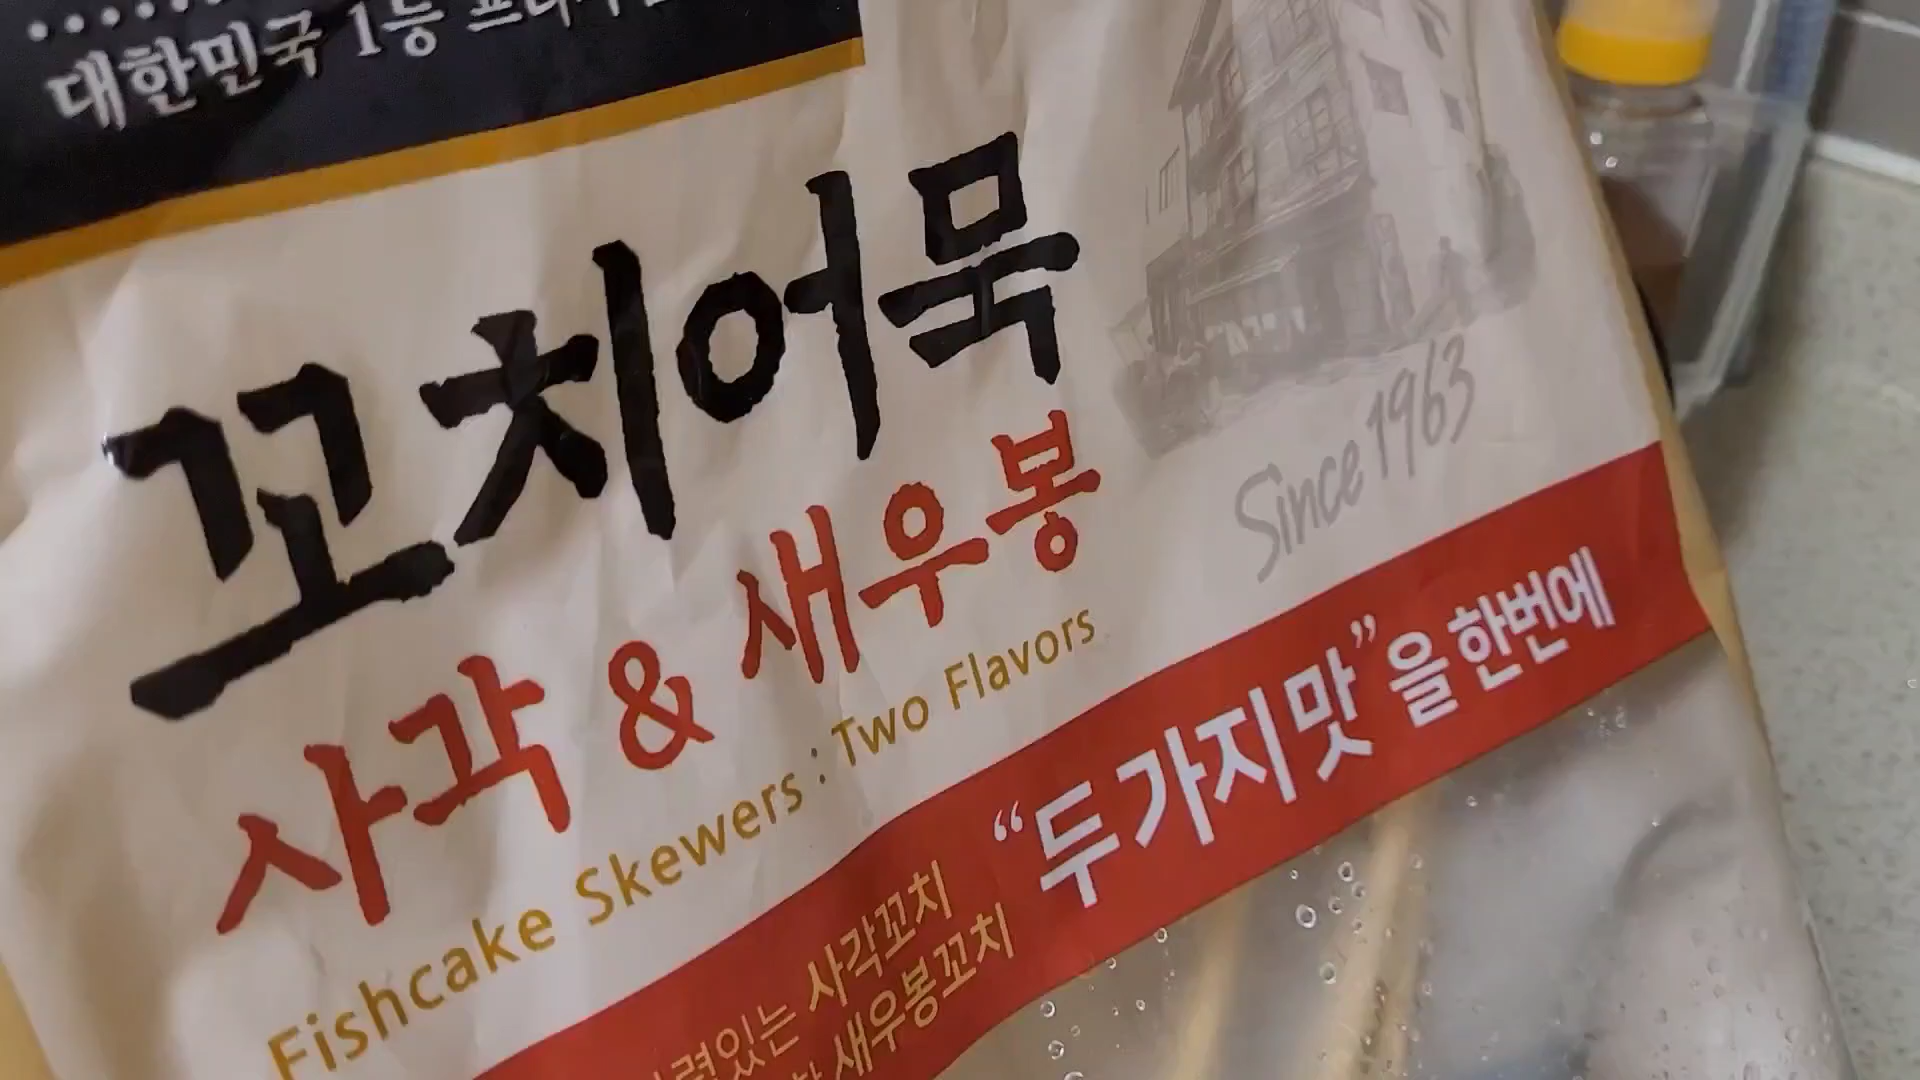 대한민국 1등
꼬치어묵
사각 & 새우봉
Fishcake Skewers : Two Flavors
Since 1963
“두가지맛”을 한번에
사각꼬치
새우봉꼬치